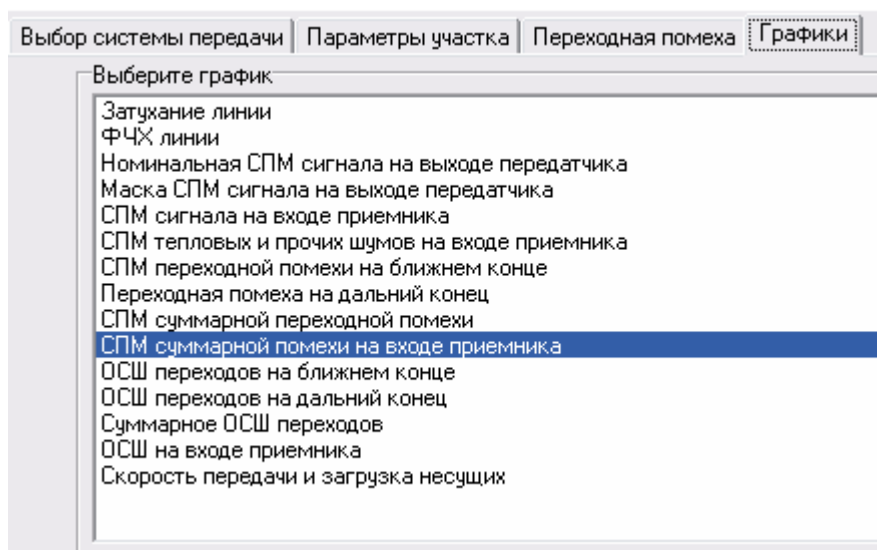 Выбор системы передачи Параметры участка Переходная помеха Графики
Выберите график
Затухание линии
ФЧХ линии
Номинальная СПМ сигнала на выходе передатчика
Маска СПМ сигнала на выходе передатчика
СПМ сигнала на входе приемника
СПМ тепловых и прочих шумов на входе приемника
СПМ переходной помехи на ближнем конце
Переходная помеха на дальний конец
СПМ суммарной переходной помехи
СПМ суммарной помехи на входе приемника
ОСШ переходов на ближнем конце
ОСШ переходов на дальний конец
Суммарное ОСШ переходов
ОСШ на входе приемника
Скорость передачи и загрузка несущих